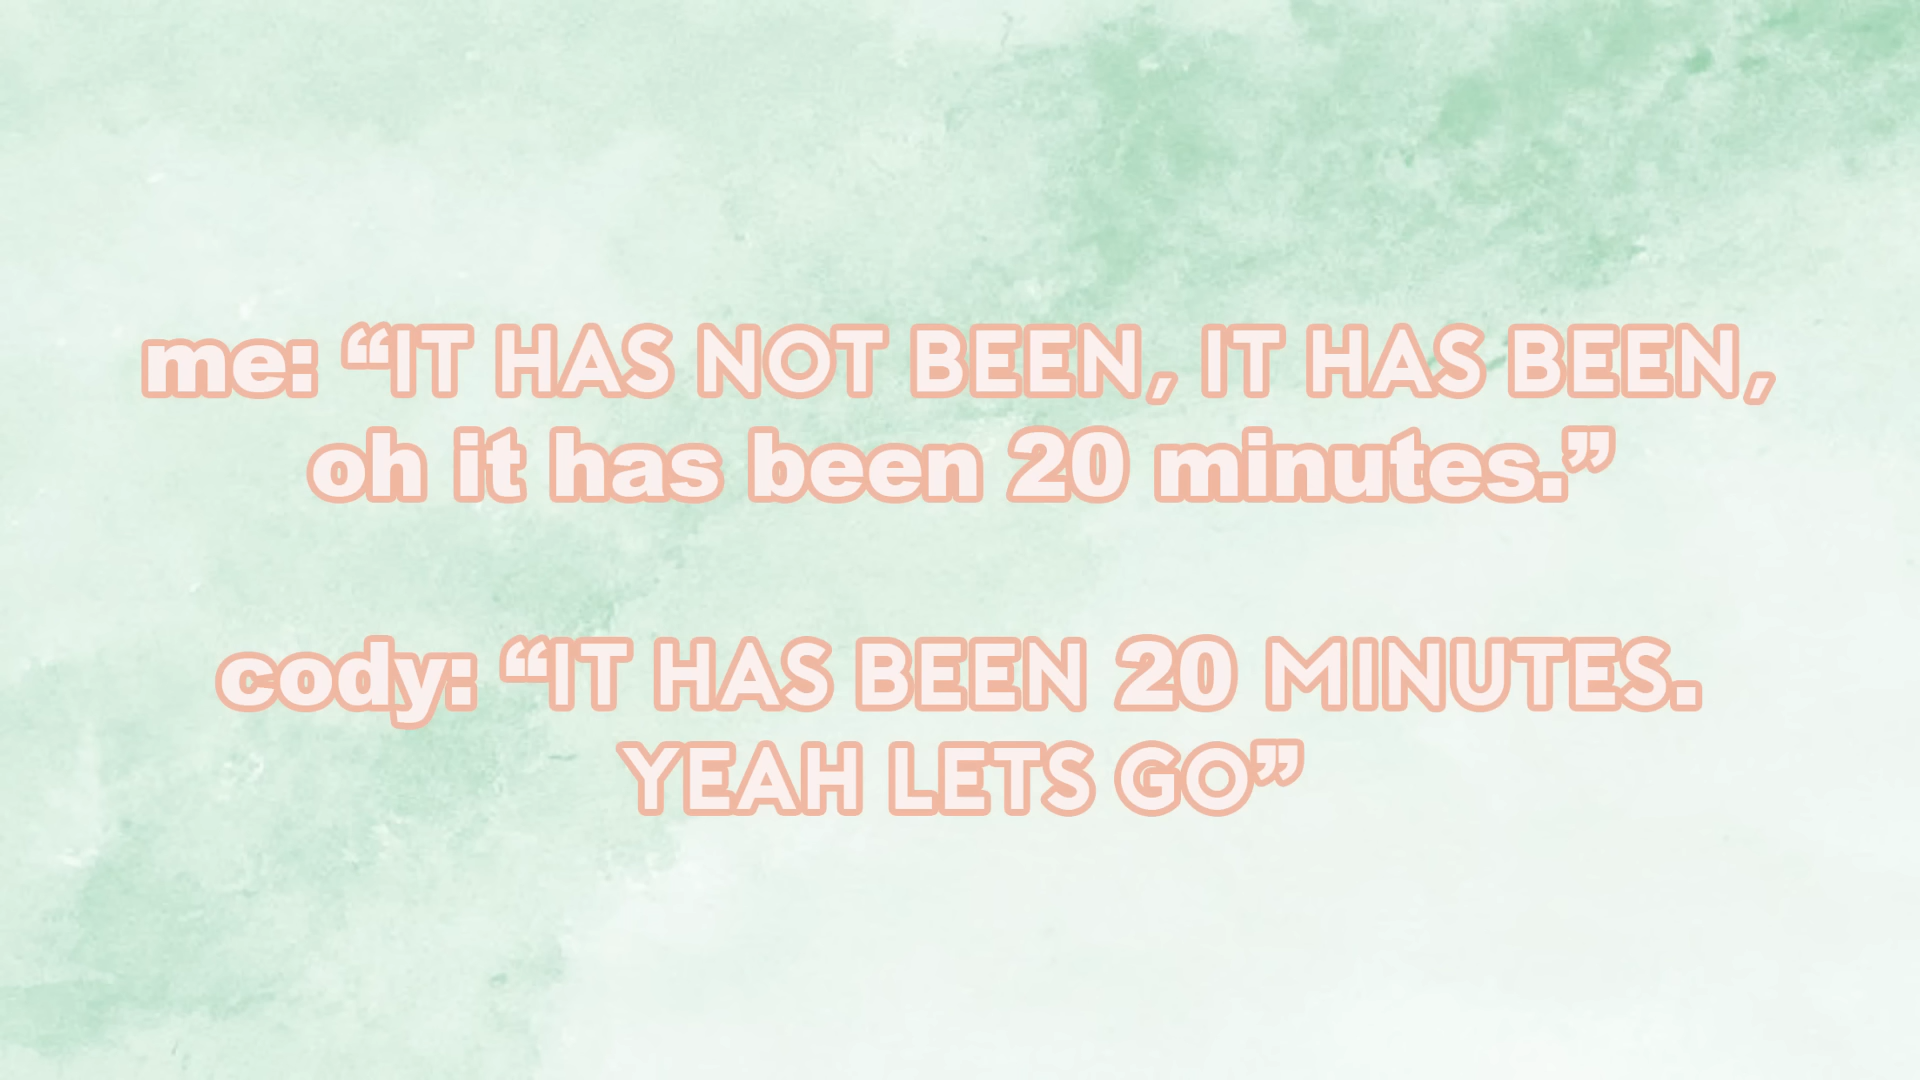 me: “IT HAS NOT BEEN, IT HAS BEEN,
oh it has been 20 minutes.”
cody: “IT HAS BEEN 20 MINUTES.
YEAH LETS GO”